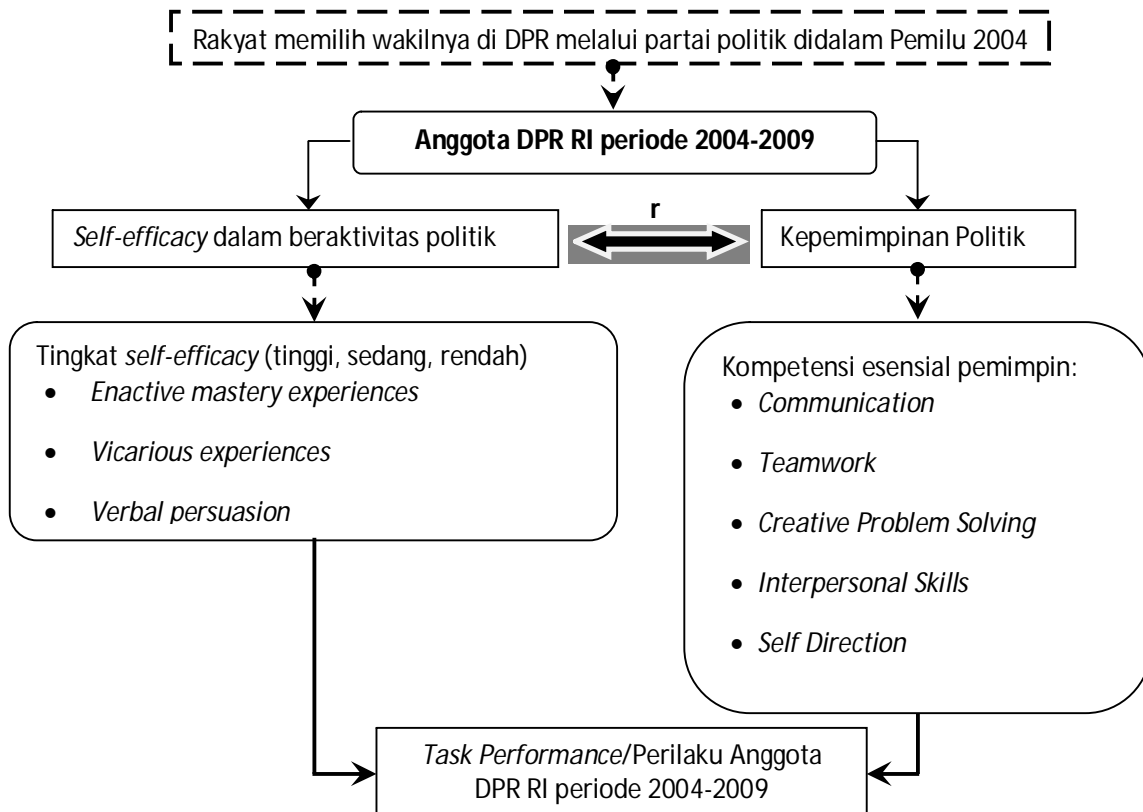 Rakyat memilih wakilnya di DPR melalui partai politik didalam Pemilu 2004
Anggota DPR RI periode 2004-2009
Self-efficacy dalam beraktivitas politik
r
Kepemimpinan Politik
Tingkat self-efficacy (tinggi, sedang, rendah)
• Enactive mastery experiences
• Vicarious experiences
• Verbal persuasion
Kompetensi esensial pemimpin:
• Communication
• Teamwork
• Creative Problem Solving
• Interpersonal Skills
• Self Direction
Task Performance/Perilaku Anggota
DPR RI periode 2004-2009